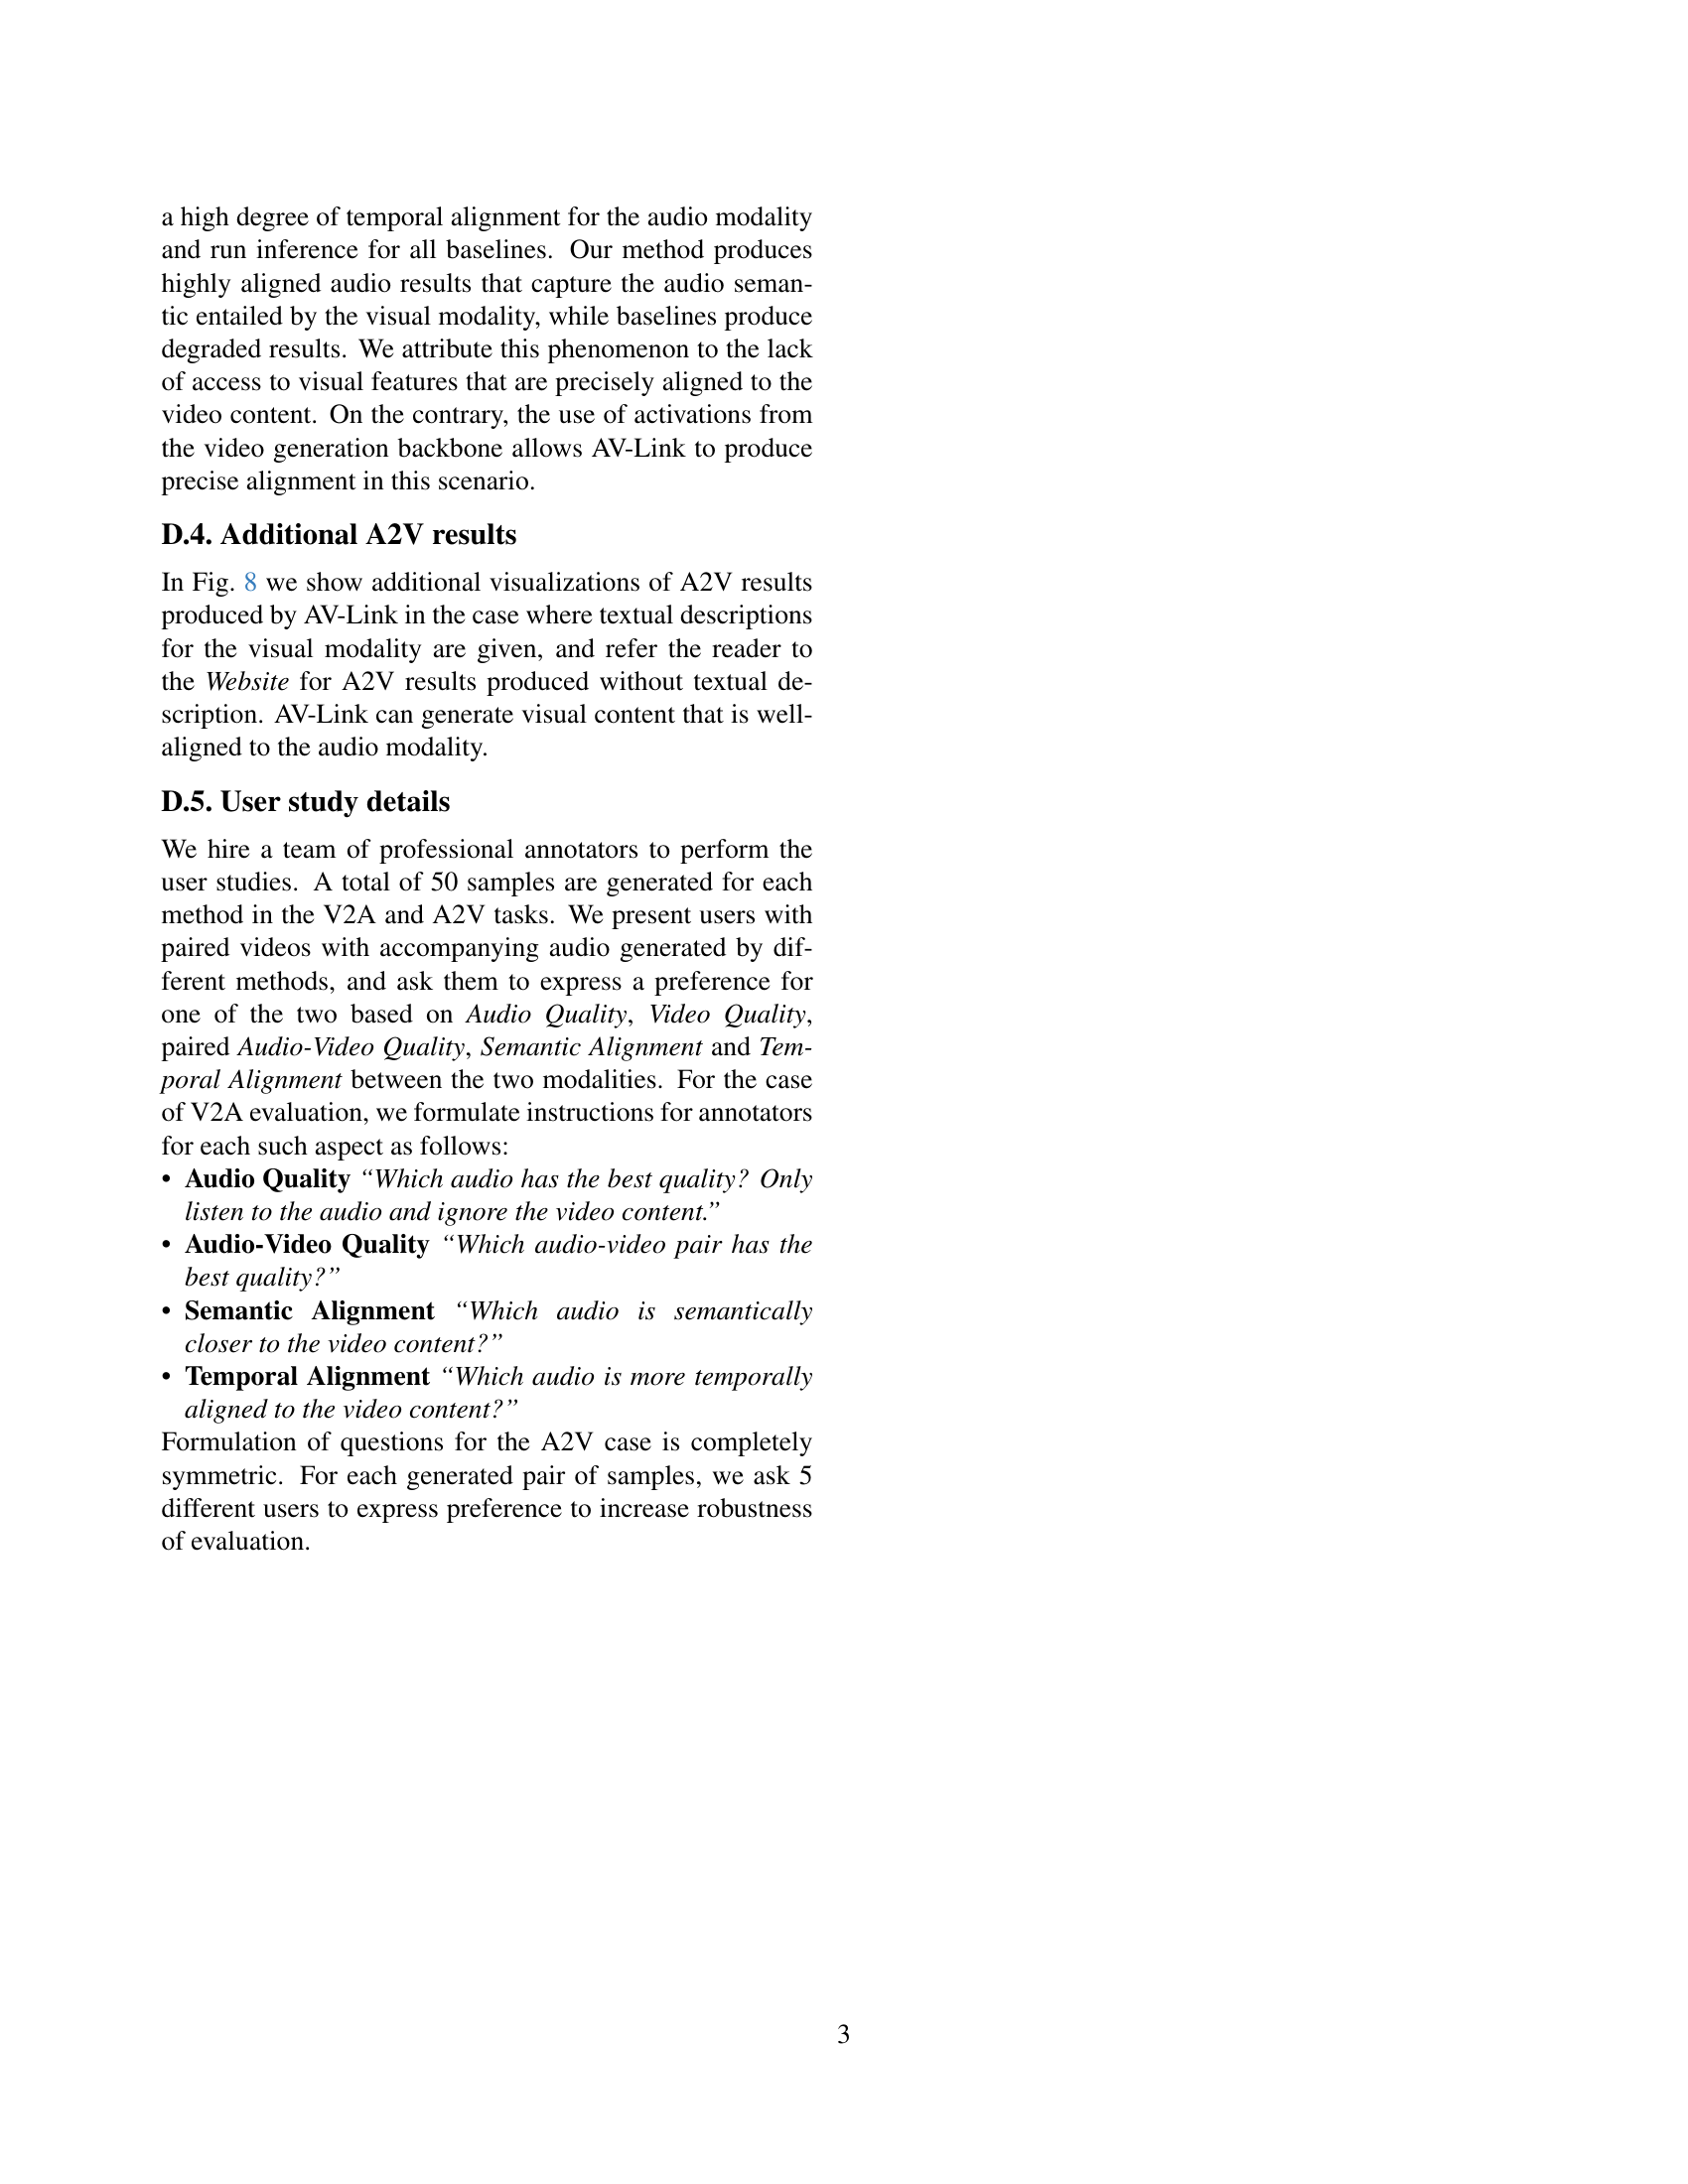 a high degree of temporal alignment for the audio modality
and run inference for all baselines. Our method produces
highly aligned audio results that capture the audio seman-
tic entailed by the visual modality, while baselines produce
degraded results. We attribute this phenomenon to the lack
of access to visual features that are precisely aligned to the
video content. On the contrary, the use of activations from
the video generation backbone allows AV-Link to produce
precise alignment in this scenario.
D.4. Additional A2V results
In Fig. 8 we show additional visualizations of A2V results
produced by AV-Link in the case where textual descriptions
for the visual modality are given, and refer the reader to
the Website for A2V results produced without textual de-
scription. AV-Link can generate visual content that is well-
aligned to the audio modality.
D.5. User study details
We hire a team of professional annotators to perform the
user studies. A total of 50 samples are generated for each
method in the V2A and A2V tasks. We present users with
paired videos with accompanying audio generated by dif-
ferent methods, and ask them to express a preference for
one of the two based on Audio Quality, Video Quality,
paired Audio-Video Quality, Semantic Alignment and Tem-
poral Alignment between the two modalities. For the case
of V2A evaluation, we formulate instructions for annotators
for each such aspect as follows:
• Audio Quality “Which audio has the best quality? Only
listen to the audio and ignore the video content.”
• Audio-Video Quality “Which audio-video pair has the
best quality?”
• Semantic Alignment “Which audio is semantically
closer to the video content?”
• Temporal Alignment “Which audio is more temporally
aligned to the video content?”
Formulation of questions for the A2V case is completely
symmetric. For each generated pair of samples, we ask 5
different users to express preference to increase robustness
of evaluation.
3